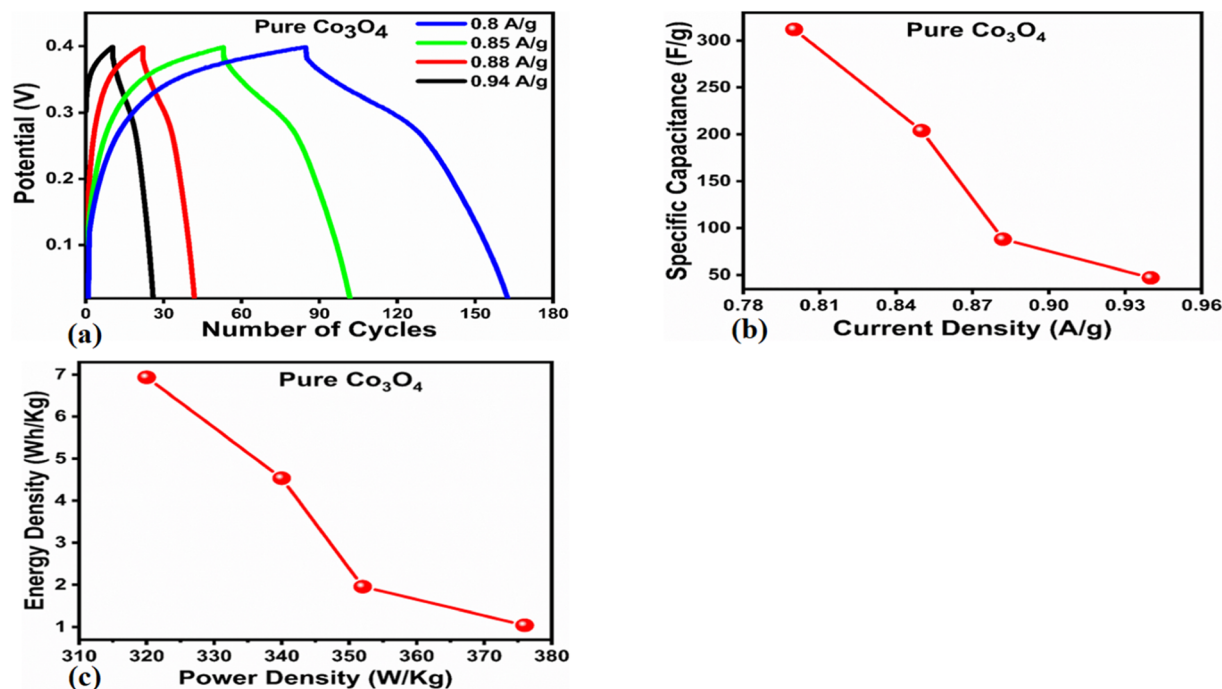 Pure Co₃O₄
0.8 A/g
0.85 A/g
0.88 A/g
0.94 A/g
Potential (V)
0.4
0.3
0.2
0.1
0 30 60 90 120 150 180
Number of Cycles
(a)
Pure Co₃O₄
Specific Capacitance (F/g)
300
250
200
150
100
50
0.78 0.81 0.84 0.87 0.90 0.93 0.96
Current Density (A/g)
(b)
Pure Co₃O₄
Energy Density (Wh/Kg)
7
6
5
4
3
2
1
310 320 330 340 350 360 370 380
Power Density (W/Kg)
(c)